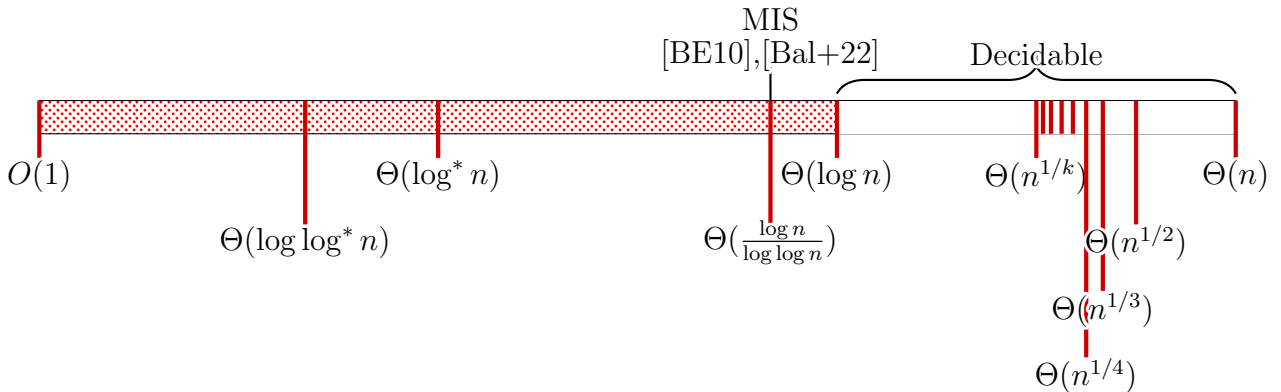 MIS
[BE10],[Bal+22]
Decidable
O(1)
Θ(log* n)
Θ(log n)
Θ(n^{1/k})
Θ(n)
Θ(log log* n)
Θ(\frac{log n}{log log n})
Θ(n^{1/2})
Θ(n^{1/3})
Θ(n^{1/4})